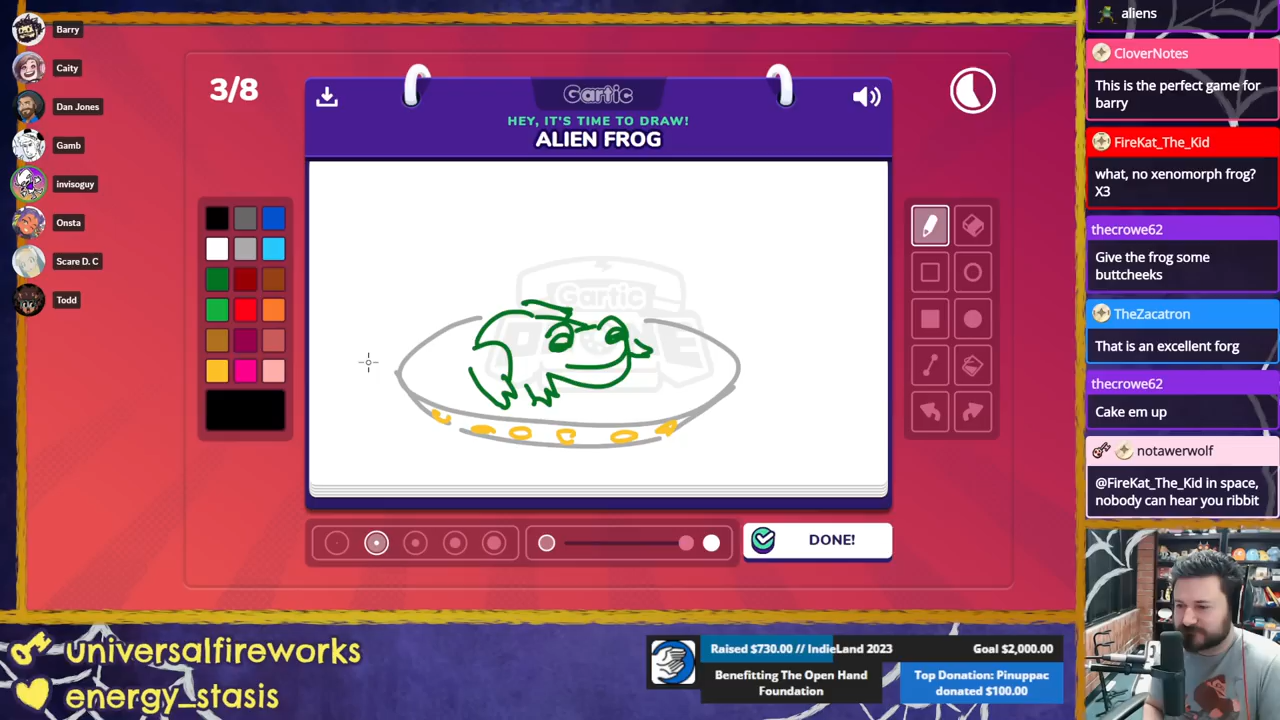 Barry
Caity
Dan Jones
Gamb
invisoguy
Onsta
Scare D. C
Todd
3/8
Gartic
HEY, IT'S TIME TO DRAW!
ALIEN FROG
Gartic
DONE!
aliens
CloverNotes
This is the perfect game for
barry
FireKat_The_Kid
what, no xenomorph frog?
X3
thecrowe62
Give the frog some
buttcheeks
TheZacatron
That is an excellent forg
thecrowe62
Cake em up
notawerwolf
@FireKat_The_Kid in space,
nobody can hear you ribbit
universalfireworks
energy_stasis
Raised $730.00 // IndieLand 2023
Goal $2,000.00
Benefitting The Open Hand
Foundation
Top Donation: Pinuppac
donated $100.00